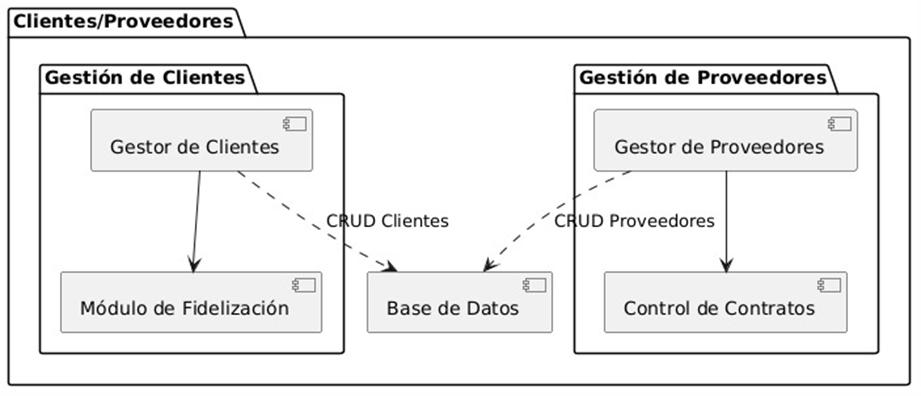 Clientes/Proveedores
Gestión de Clientes
Gestión de Proveedores
Gestor de Clientes
Gestor de Proveedores
CRUD Clientes
CRUD Proveedores
Módulo de Fidelización
Base de Datos
Control de Contratos